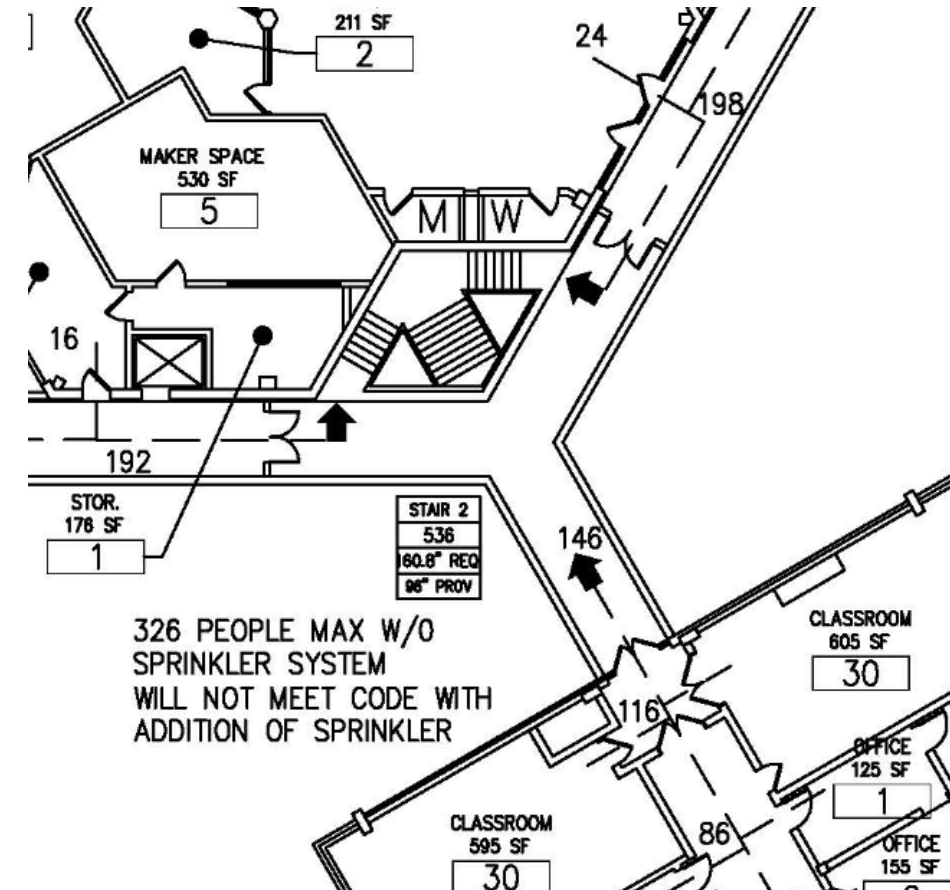 211 SF
2
24
198
MAKER SPACE
530 SF
5
M W
16
192
STOR.
176 SF
1
STAIR 2
536
160.8" REQ
96" PROV
146
326 PEOPLE MAX W/O
SPRINKLER SYSTEM
WILL NOT MEET CODE WITH
ADDITION OF SPRINKLER
CLASSROOM
605 SF
30
116
OFFICE
125 SF
1
86
CLASSROOM
595 SF
30
OFFICE
155 SF